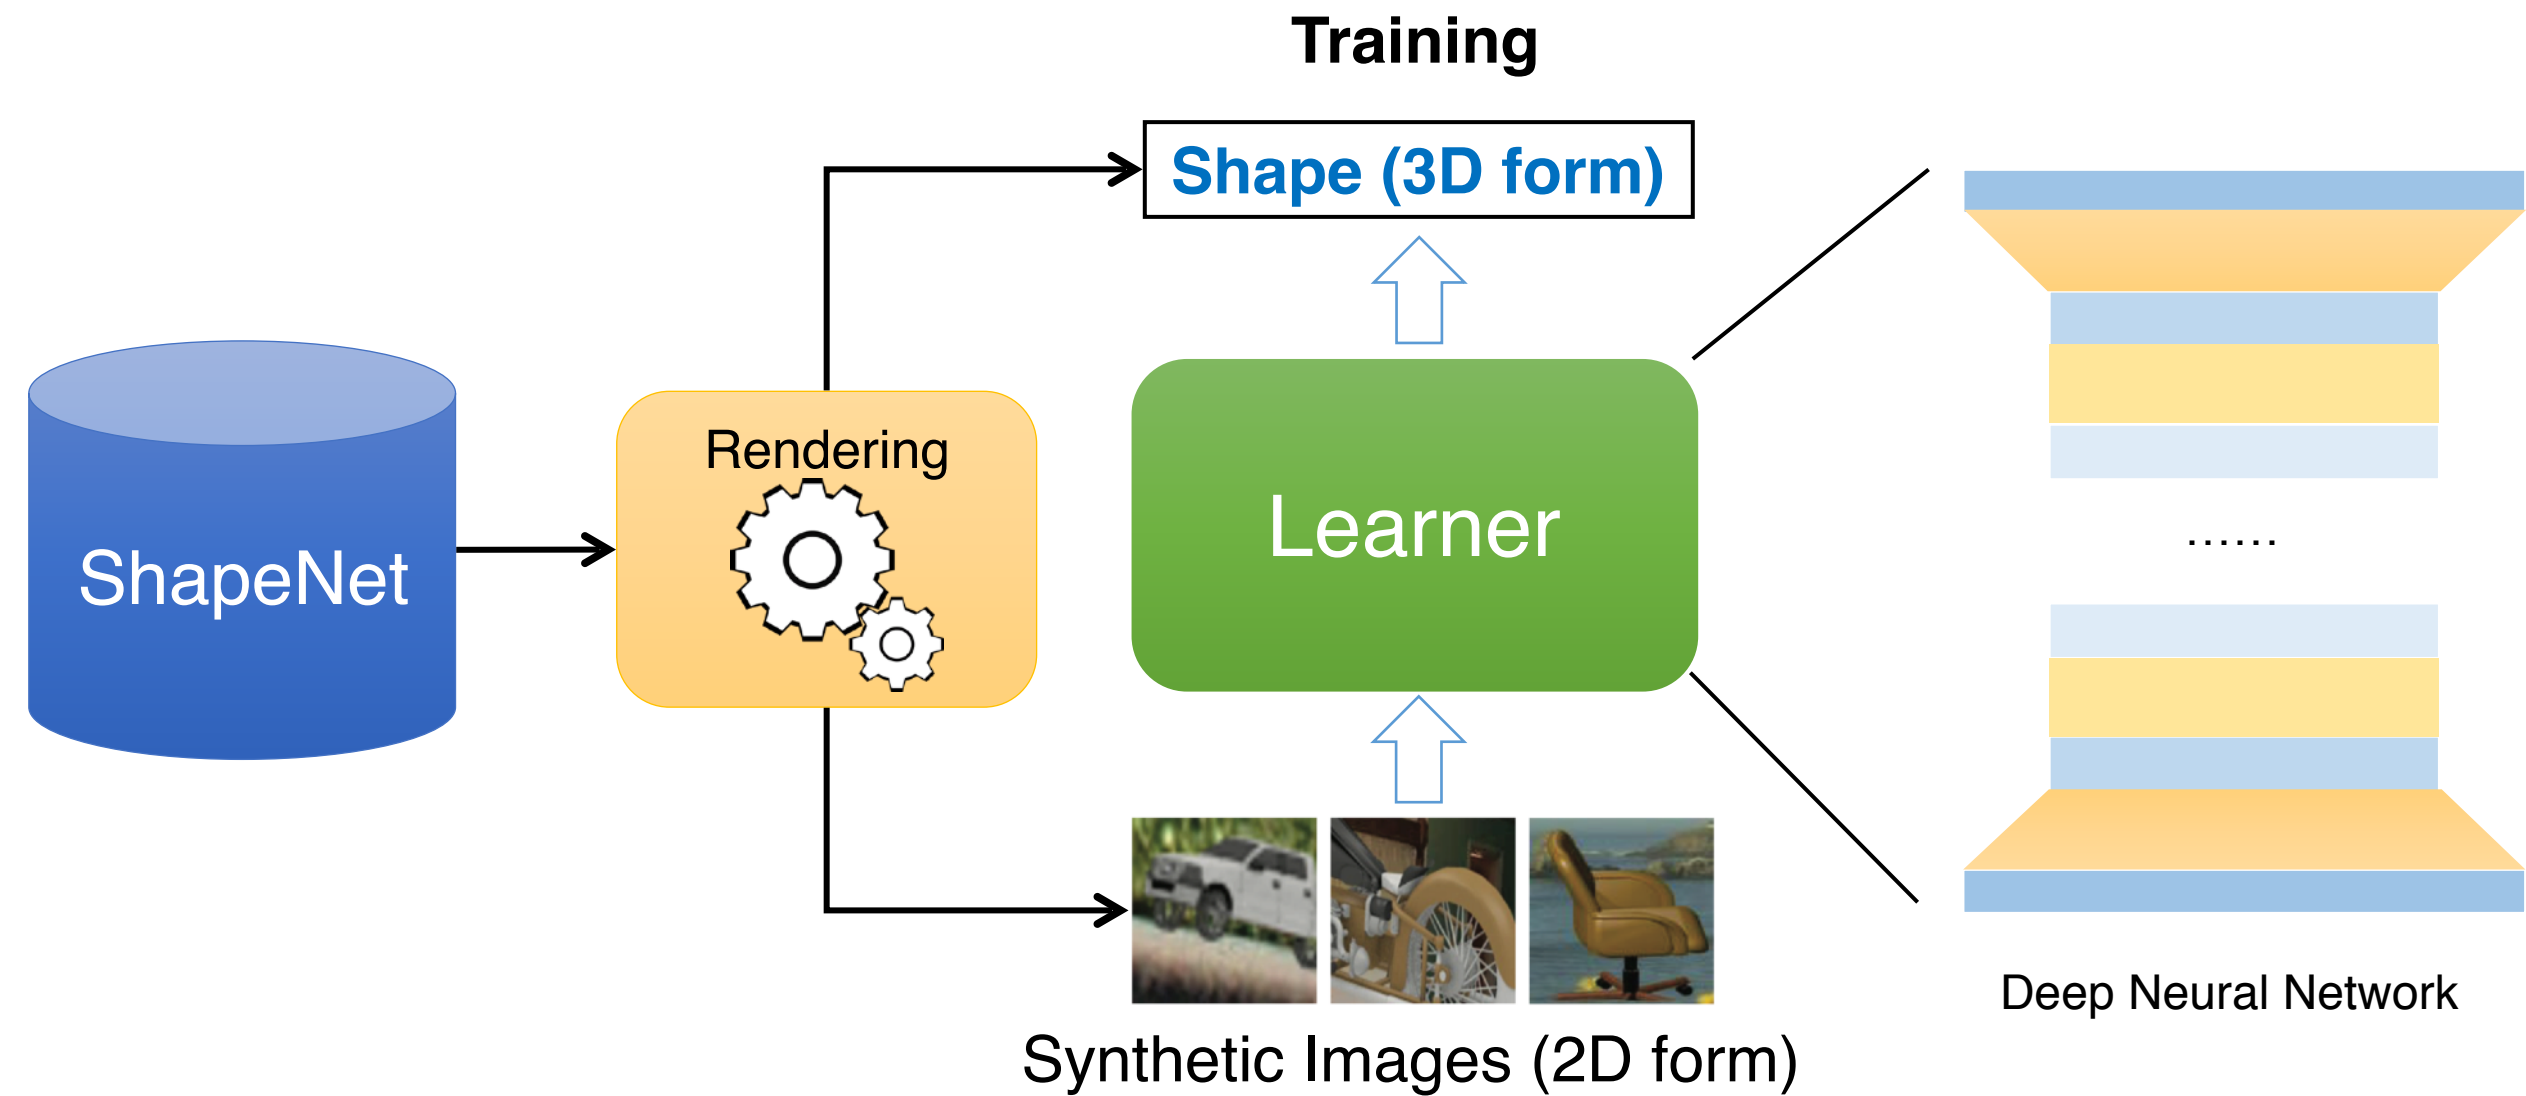 Training
Shape (3D form)
Rendering
ShapeNet
Learner
......
Deep Neural Network
Synthetic Images (2D form)